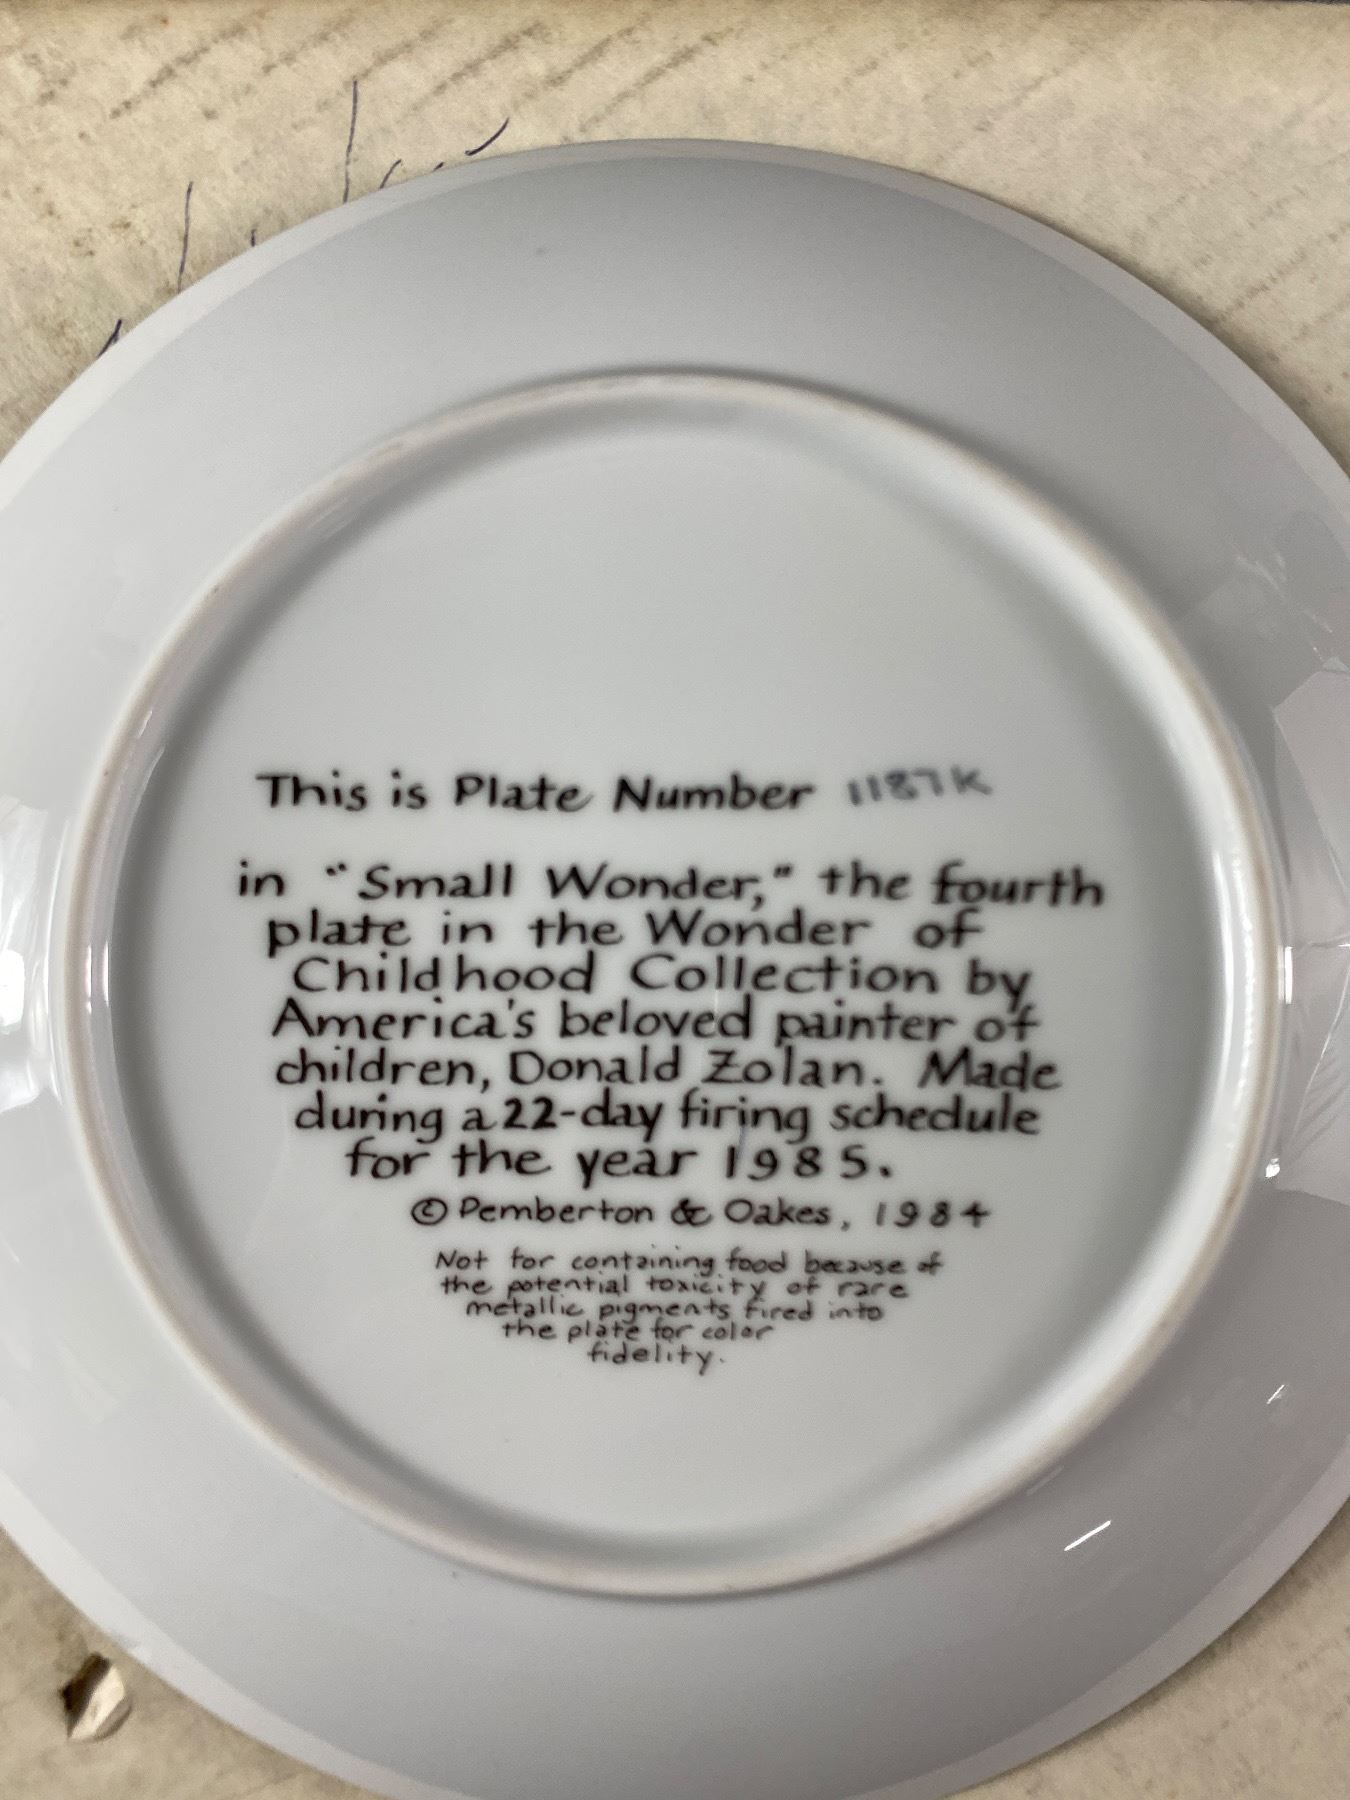 This is Plate Number 1187K
in "Small Wonder," the fourth
plate in the Wonder of
Childhood Collection by
America's beloved painter of
children, Donald Zolan. Made
during a 22-day firing schedule
for the year 1985.
© Pemberton & Oakes, 1984
Not for containing food because of
the potential toxicity of rare
metallic pigments fired into
the plate for color
fidelity.